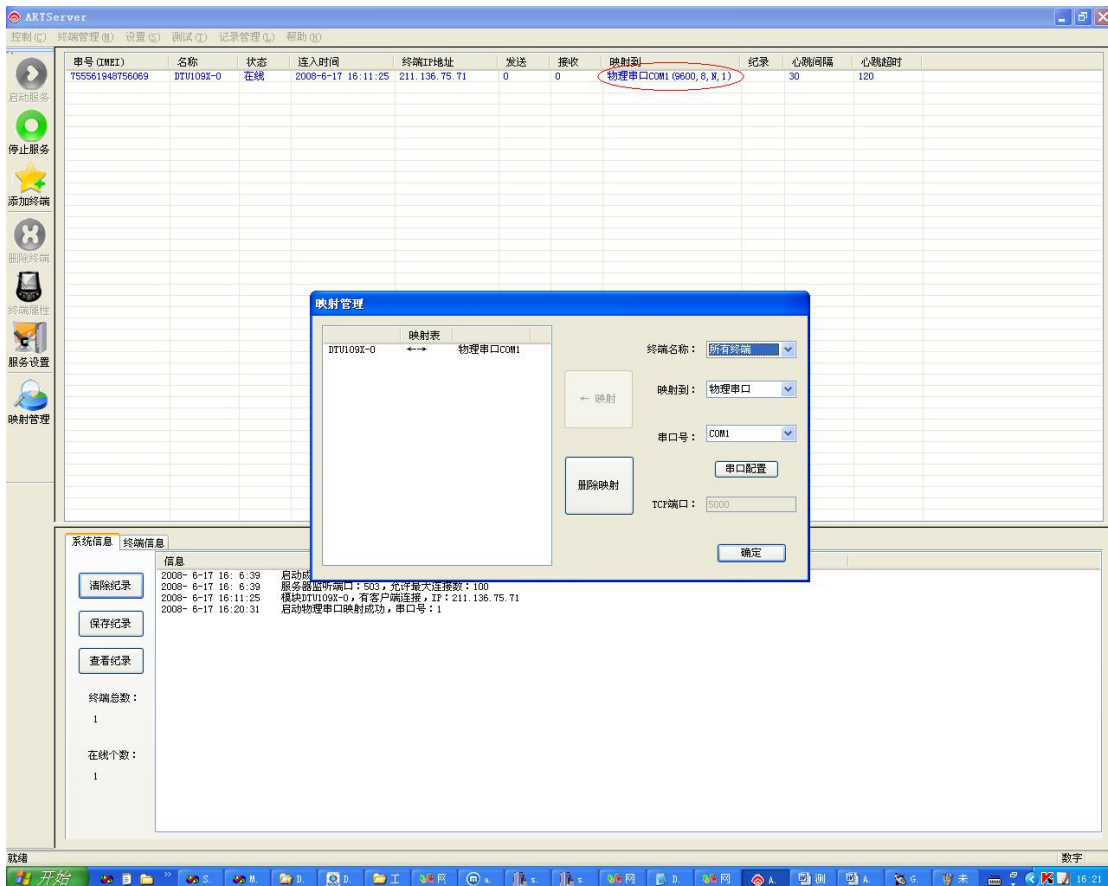 ARTServer
控制(C) 终端管理(M) 设置(S) 测试(T) 记录管理(L) 帮助(H)
启动服务
停止服务
添加终端
删除终端
终端属性
服务设置
映射管理
串号(IMEI) 名称 状态 连入时间 终端IP地址 发送 接收 映射到 纪录 心跳间隔 心跳超时
755561948756069 DTU109X-0 在线 2008-6-17 16:11:25 211.136.75.71 0 0 物理串口COM1(9600,8,N,1) 30 120
映射管理
映射表
DTU109X-0 ←→ 物理串口COM1
← 映射
删除映射
终端名称： 所有终端
映射到： 物理串口
串口号： COM1
串口配置
TCP端口： 5000
确定
系统信息 终端信息
清除纪录
保存纪录
查看纪录
终端总数：
1
在线个数：
1
信息
2008- 6-17 16: 6:39 启动成
2008- 6-17 16: 6:39 服务器监听端口：503，允许最大连接数：100
2008- 6-17 16:11:25 模块DTU109X-0，有客户端连接，IP：211.136.75.71
2008- 6-17 16:20:31 启动物理串口映射成功，串口号：1
就绪 数字
开始 S. M. D. D. 工 网 a. s. s. 网 D. 网 A. 测 A. G. 未 16:21